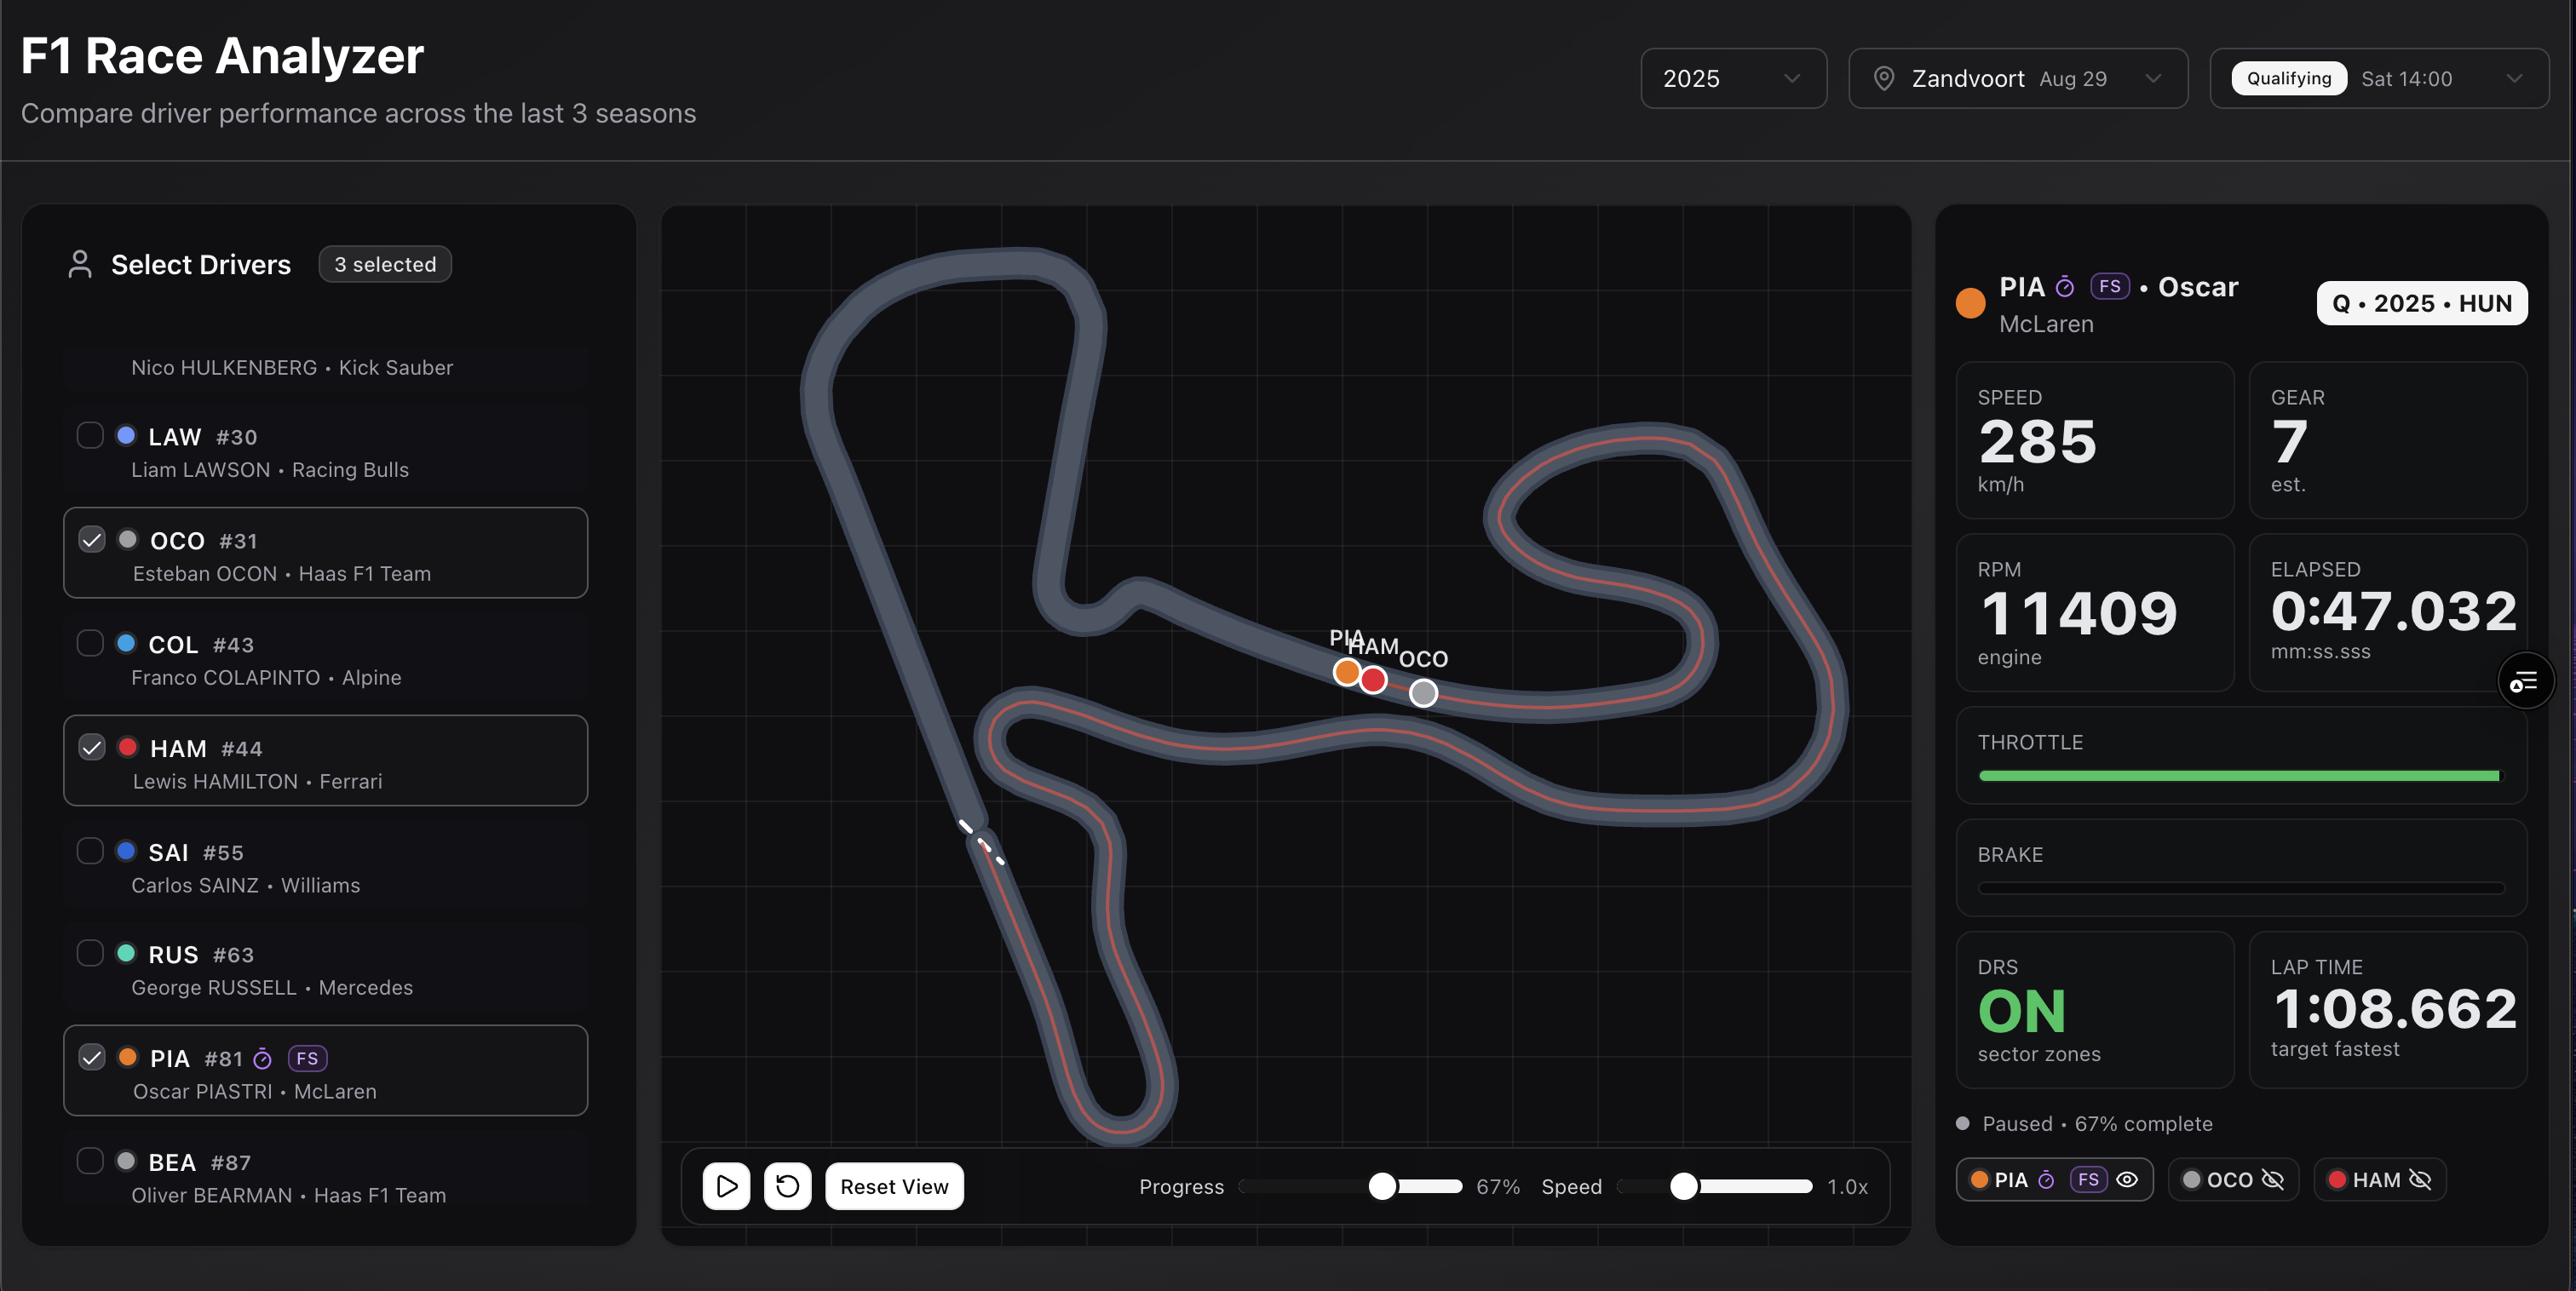 F1 Race Analyzer
Compare driver performance across the last 3 seasons
2025
Zandvoort Aug 29
Qualifying Sat 14:00
Select Drivers 3 selected
Nico HULKENBERG • Kick Sauber
LAW #30
Liam LAWSON • Racing Bulls
OCO #31
Esteban OCON • Haas F1 Team
COL #43
Franco COLAPINTO • Alpine
HAM #44
Lewis HAMILTON • Ferrari
SAI #55
Carlos SAINZ • Williams
RUS #63
George RUSSELL • Mercedes
PIA #81 FS
Oscar PIASTRI • McLaren
BEA #87
Oliver BEARMAN • Haas F1 Team
PIA
HAM
OCO
Reset View
Progress 67% Speed 1.0x
PIA FS • Oscar
McLaren
Q • 2025 • HUN
SPEED
285
km/h
GEAR
7
est.
RPM
11409
engine
ELAPSED
0:47.032
mm:ss.sss
THROTTLE
BRAKE
DRS
ON
sector zones
LAP TIME
1:08.662
target fastest
Paused • 67% complete
PIA FS OCO HAM